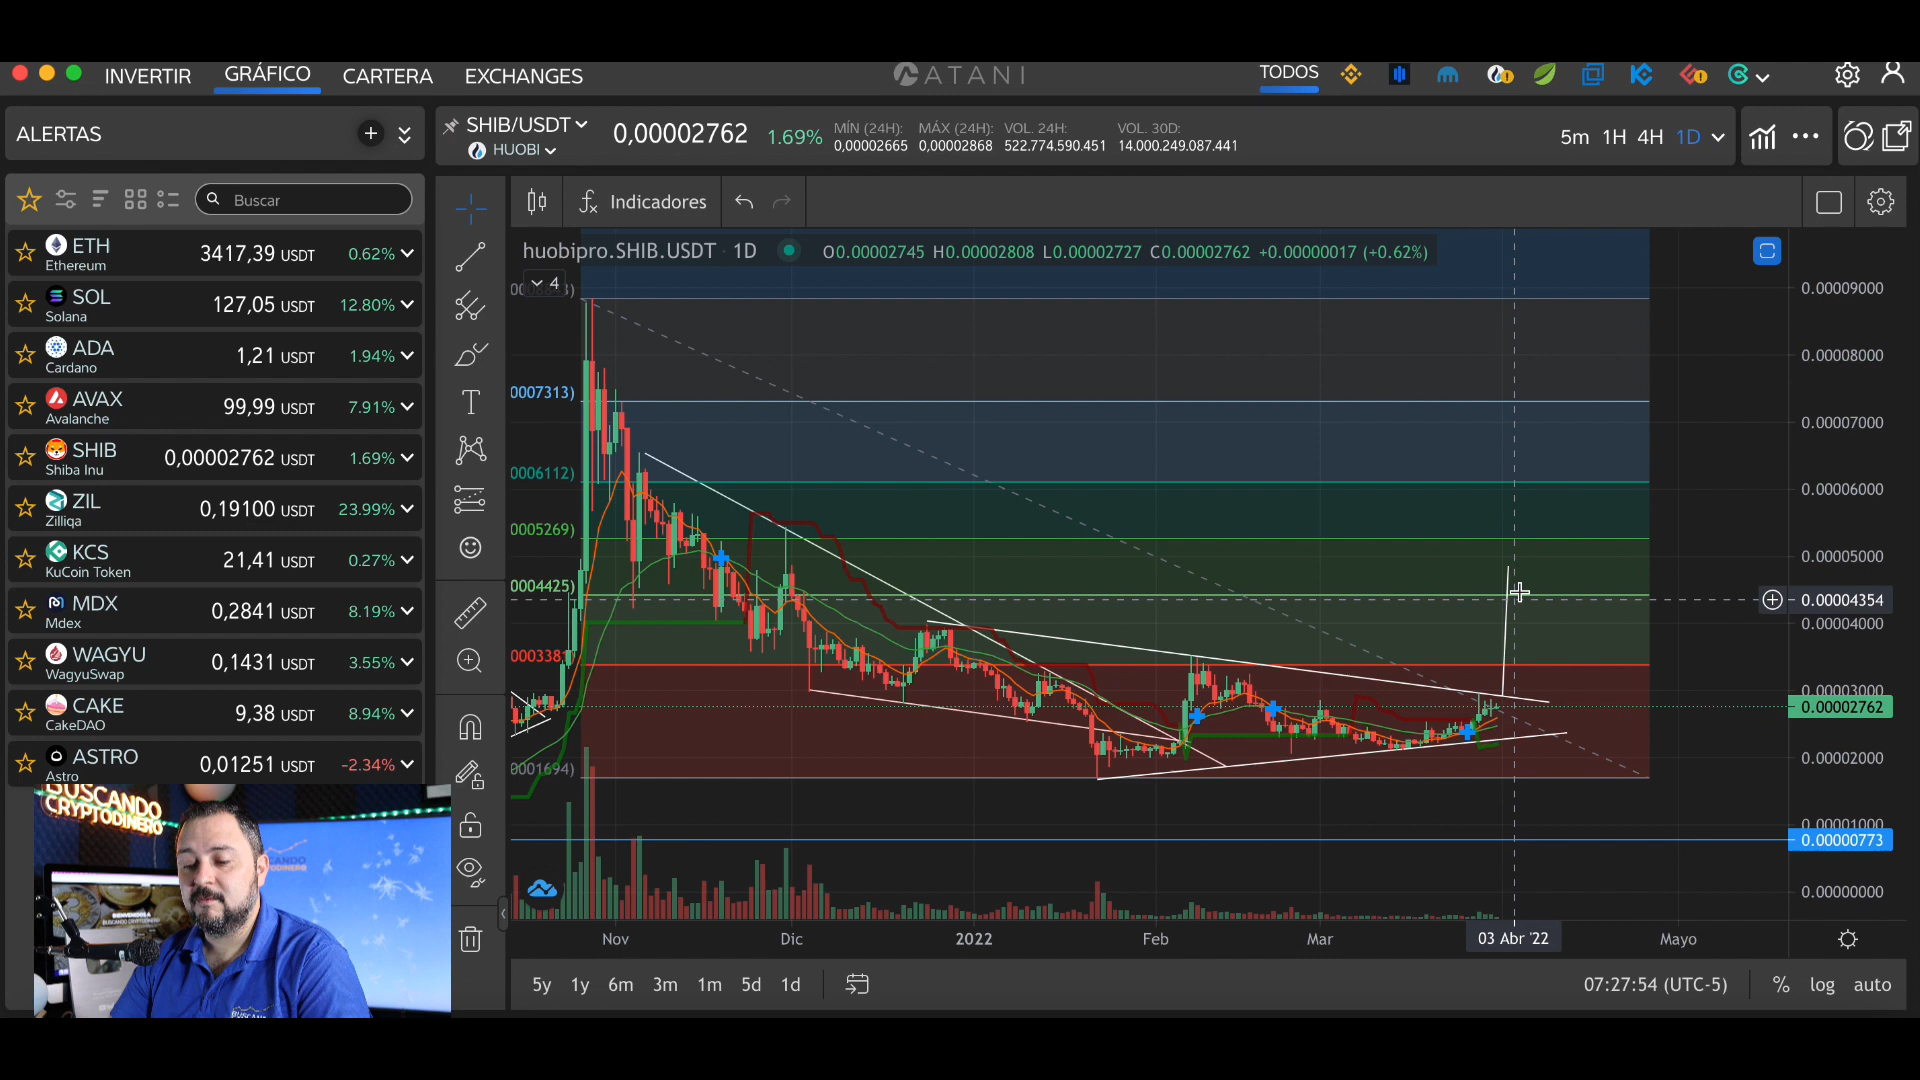 INVERTIR GRÁFICO CARTERA EXCHANGES ATANI TODOS
ALERTAS
SHIB/USDT
HUOBI
0,00002762 1.69%
MÍN (24H): MÁX (24H): VOL. 24H: VOL. 30D:
0,00002665 0,00002868 522.774.590.451 14.000.249.087.441
5m 1H 4H 1D
Buscar
Indicadores
ETH 3417,39 USDT 0.62%
Ethereum
SOL 127,05 USDT 12.80%
Solana
ADA 1,21 USDT 1.94%
Cardano
AVAX 99,99 USDT 7.91%
Avalanche
SHIB 0,00002762 USDT 1.69%
Shiba Inu
ZIL 0,19100 USDT 23.99%
Zilliqa
KCS 21,41 USDT 0.27%
KuCoin Token
MDX 0,2841 USDT 8.19%
Mdex
WAGYU 0,1431 USDT 3.55%
WagyuSwap
CAKE 9,38 USDT 8.94%
CakeDAO
ASTRO 0,01251 USDT -2.34%
Astro
huobipro.SHIB.USDT · 1D O0.00002745 H0.00002808 L0.00002727 C0.00002762 +0.00000017 (+0.62%)
4
0007313)
0006112)
0005269)
0004425)
000338
0001694)
0.00009000
0.00008000
0.00007000
0.00006000
0.00005000
0.00004354
0.00004000
0.00003000
0.00002762
0.00002000
0.00001000
0.00000773
0.00000000
Nov Dic 2022 Feb Mar 03 Abr '22 Mayo
5y 1y 6m 3m 1m 5d 1d
07:27:54 (UTC-5) % log auto
BUSCANDO
CRYPTODINERO